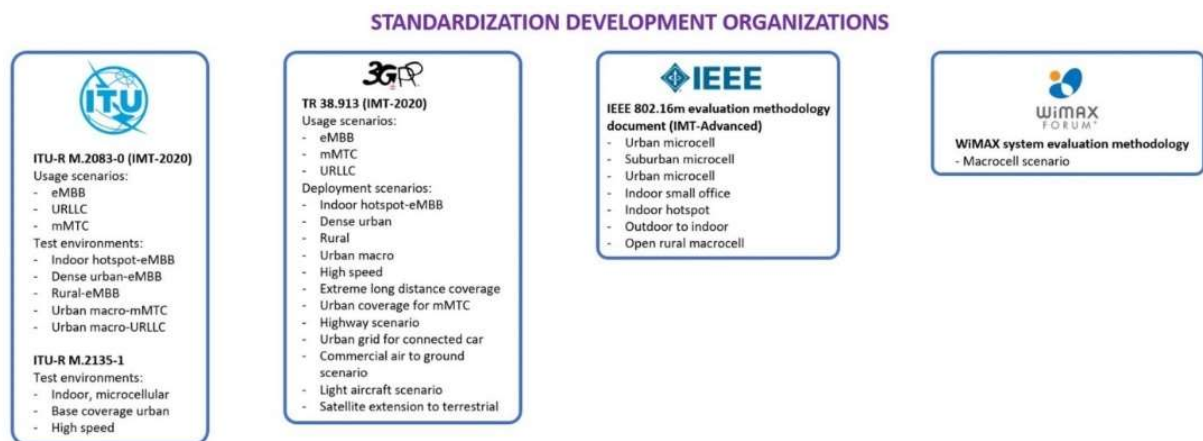 STANDARDIZATION DEVELOPMENT ORGANIZATIONS
ITU
ITU-R M.2083-0 (IMT-2020)
Usage scenarios:
- eMBB
- URLLC
- mMTC
Test environments:
- Indoor hotspot-eMBB
- Dense urban-eMBB
- Rural-eMBB
- Urban macro-mMTC
- Urban macro-URLLC
ITU-R M.2135-1
Test environments:
- Indoor, microcellular
- Base coverage urban
- High speed
3GPP
TR 38.913 (IMT-2020)
Usage scenarios:
- eMBB
- mMTC
- URLLC
Deployment scenarios:
- Indoor hotspot-eMBB
- Dense urban
- Rural
- Urban macro
- High speed
- Extreme long distance coverage
- Urban coverage for mMTC
- Highway scenario
- Urban grid for connected car
- Commercial air to ground
scenario
- Light aircraft scenario
- Satellite extension to terrestrial
IEEE
IEEE 802.16m evaluation methodology
document (IMT-Advanced)
- Urban microcell
- Suburban microcell
- Urban microcell
- Indoor small office
- Indoor hotspot
- Outdoor to indoor
- Open rural macrocell
WiMAX
FORUM
WiMAX system evaluation methodology
- Macrocell scenario